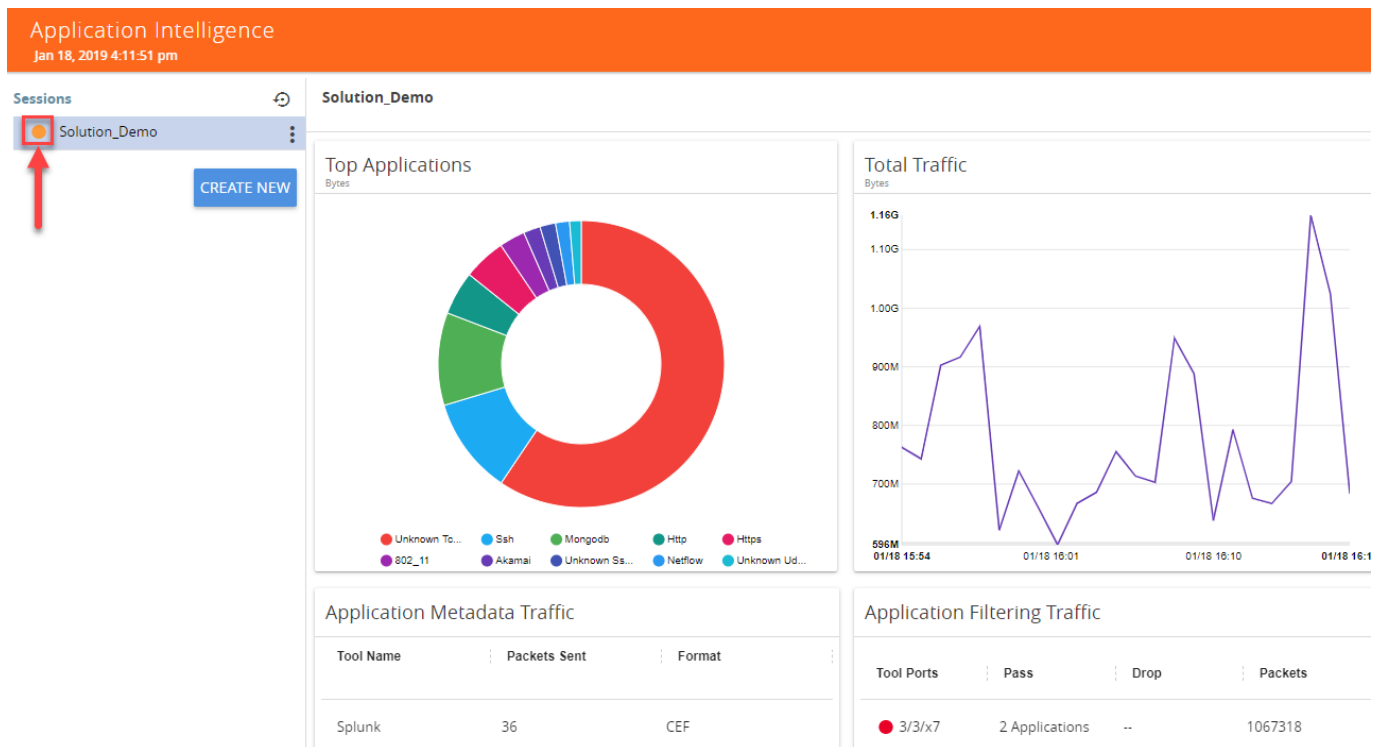 Application Intelligence
Jan 18, 2019 4:11:51 pm
Sessions
Solution_Demo
CREATE NEW
Solution_Demo
Top Applications
Bytes
Unknown Tc... Ssh Mongodb Http Https
802_11 Akamai Unknown Ss... Netflow Unknown Ud...
Total Traffic
Bytes
1.16G
1.10G
1.00G
900M
800M
700M
596M
01/18 15:54 01/18 16:01 01/18 16:10 01/18 16:1
Application Metadata Traffic
Tool Name Packets Sent Format
Splunk 36 CEF
Application Filtering Traffic
Tool Ports Pass Drop Packets
3/3/x7 2 Applications -- 1067318